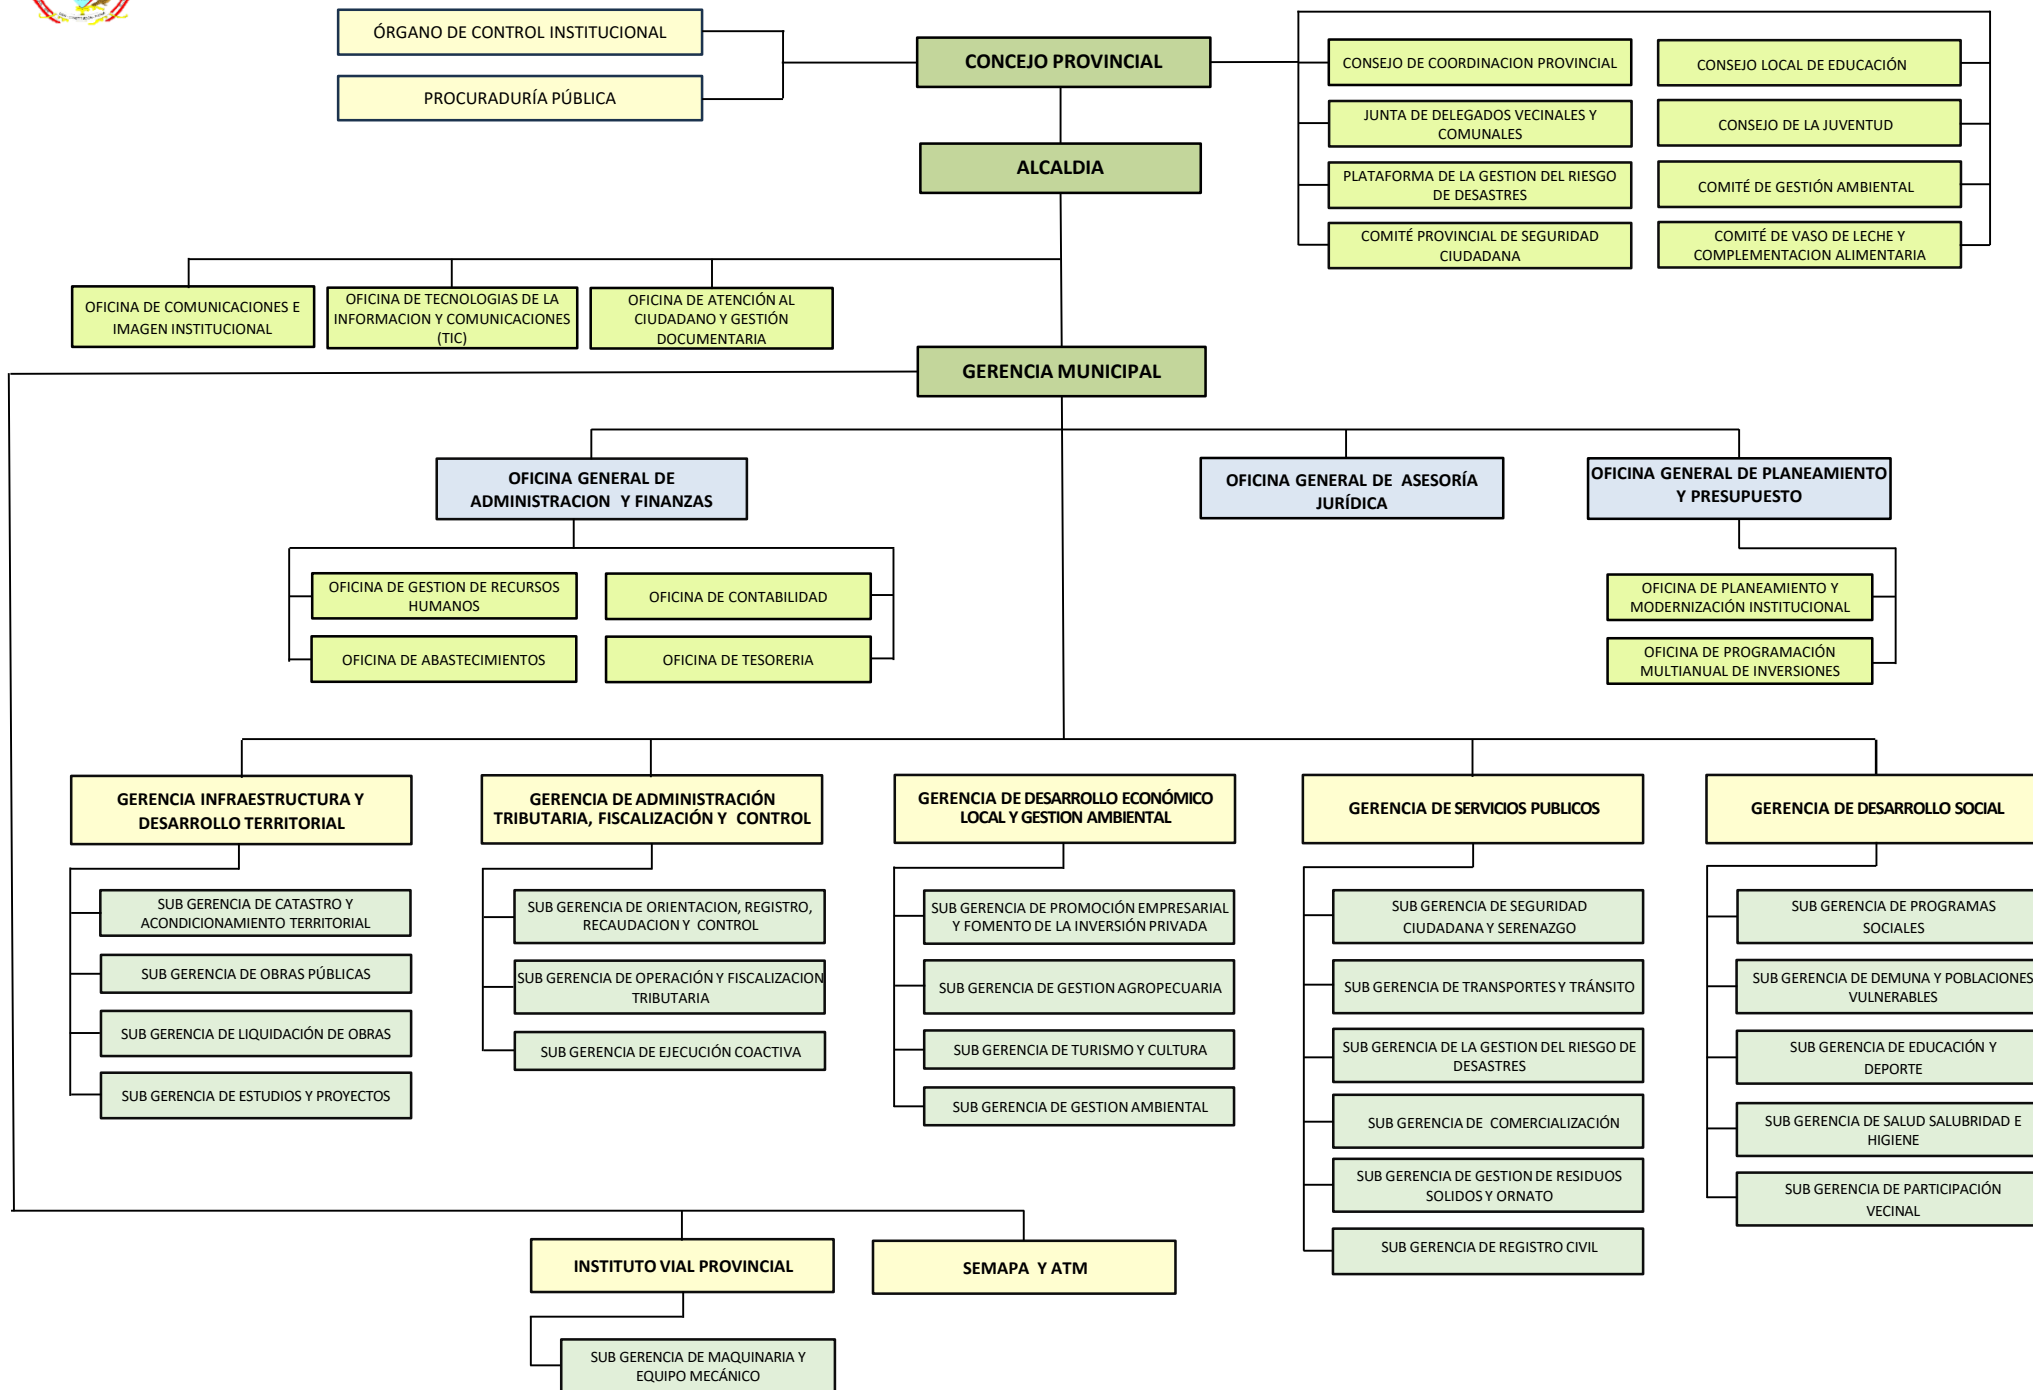 ÓRGANO DE CONTROL INSTITUCIONAL
PROCURADURÍA PÚBLICA
CONCEJO PROVINCIAL
ALCALDIA
CONSEJO DE COORDINACION PROVINCIAL
CONSEJO LOCAL DE EDUCACIÓN
JUNTA DE DELEGADOS VECINALES Y
COMUNALES
CONSEJO DE LA JUVENTUD
PLATAFORMA DE LA GESTION DEL RIESGO
DE DESASTRES
COMITÉ DE GESTIÓN AMBIENTAL
COMITÉ PROVINCIAL DE SEGURIDAD
CIUDADANA
COMITÉ DE VASO DE LECHE Y
COMPLEMENTACION ALIMENTARIA
OFICINA DE COMUNICACIONES E
IMAGEN INSTITUCIONAL
OFICINA DE TECNOLOGIAS DE LA
INFORMACION Y COMUNICACIONES
(TIC)
OFICINA DE ATENCIÓN AL
CIUDADANO Y GESTIÓN
DOCUMENTARIA
GERENCIA MUNICIPAL
OFICINA GENERAL DE
ADMINISTRACION Y FINANZAS
OFICINA GENERAL DE ASESORÍA
JURÍDICA
OFICINA GENERAL DE PLANEAMIENTO
Y PRESUPUESTO
OFICINA DE GESTION DE RECURSOS
HUMANOS
OFICINA DE CONTABILIDAD
OFICINA DE ABASTECIMIENTOS
OFICINA DE TESORERIA
OFICINA DE PLANEAMIENTO Y
MODERNIZACIÓN INSTITUCIONAL
OFICINA DE PROGRAMACIÓN
MULTIANUAL DE INVERSIONES
GERENCIA INFRAESTRUCTURA Y
DESARROLLO TERRITORIAL
SUB GERENCIA DE CATASTRO Y
ACONDICIONAMIENTO TERRITORIAL
SUB GERENCIA DE OBRAS PÚBLICAS
SUB GERENCIA DE LIQUIDACIÓN DE OBRAS
SUB GERENCIA DE ESTUDIOS Y PROYECTOS
GERENCIA DE ADMINISTRACIÓN
TRIBUTARIA, FISCALIZACIÓN Y CONTROL
SUB GERENCIA DE ORIENTACION, REGISTRO,
RECAUDACION Y CONTROL
SUB GERENCIA DE OPERACIÓN Y FISCALIZACION
TRIBUTARIA
SUB GERENCIA DE EJECUCIÓN COACTIVA
GERENCIA DE DESARROLLO ECONÓMICO
LOCAL Y GESTION AMBIENTAL
SUB GERENCIA DE PROMOCIÓN EMPRESARIAL
Y FOMENTO DE LA INVERSIÓN PRIVADA
SUB GERENCIA DE GESTION AGROPECUARIA
SUB GERENCIA DE TURISMO Y CULTURA
SUB GERENCIA DE GESTION AMBIENTAL
GERENCIA DE SERVICIOS PUBLICOS
SUB GERENCIA DE SEGURIDAD
CIUDADANA Y SERENAZGO
SUB GERENCIA DE TRANSPORTES Y TRÁNSITO
SUB GERENCIA DE LA GESTION DEL RIESGO DE
DESASTRES
SUB GERENCIA DE COMERCIALIZACIÓN
SUB GERENCIA DE GESTION DE RESIDUOS
SOLIDOS Y ORNATO
SUB GERENCIA DE REGISTRO CIVIL
GERENCIA DE DESARROLLO SOCIAL
SUB GERENCIA DE PROGRAMAS
SOCIALES
SUB GERENCIA DE DEMUNA Y POBLACIONES
VULNERABLES
SUB GERENCIA DE EDUCACIÓN Y
DEPORTE
SUB GERENCIA DE SALUD SALUBRIDAD E
HIGIENE
SUB GERENCIA DE PARTICIPACIÓN
VECINAL
INSTITUTO VIAL PROVINCIAL
SEMAPA Y ATM
SUB GERENCIA DE MAQUINARIA Y
EQUIPO MECÁNICO